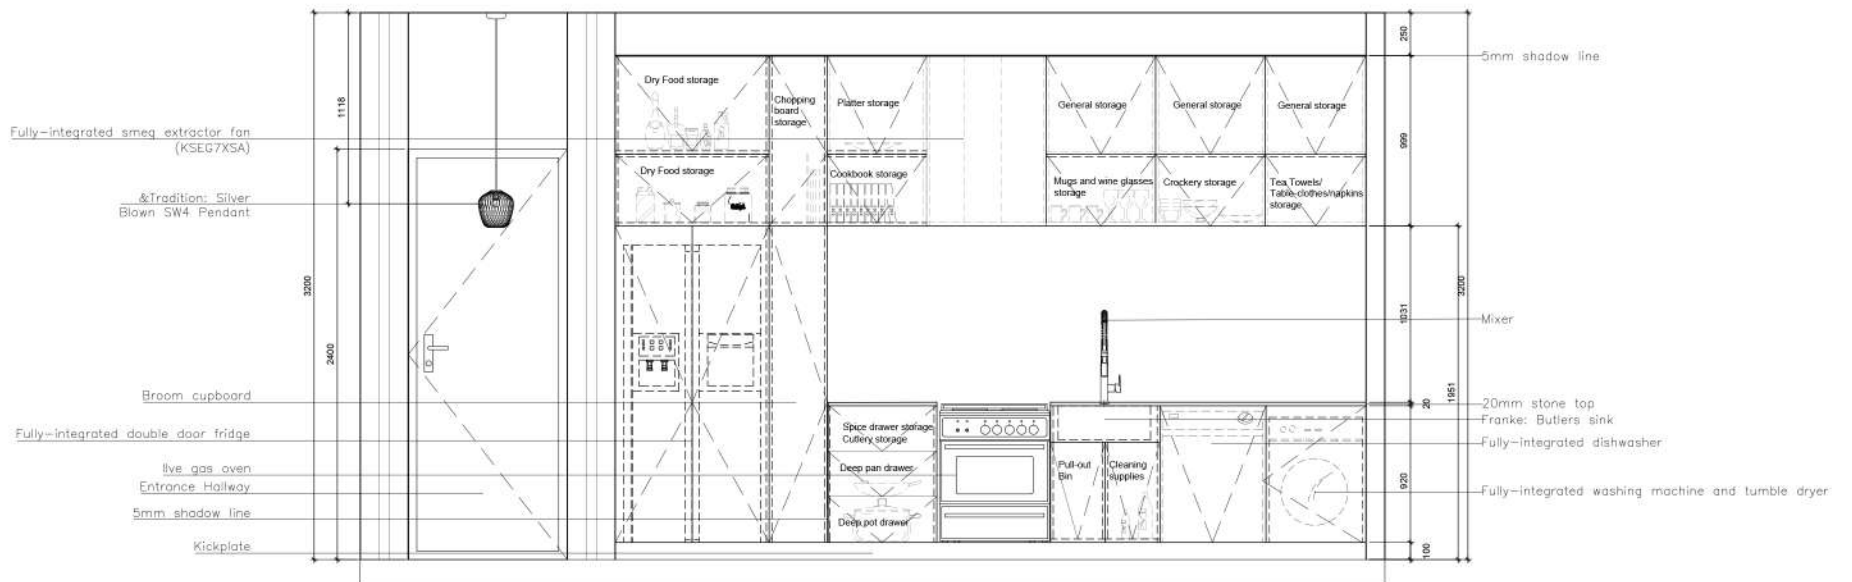 250
5mm shadow line
Dry Food storage
Chopping
board
storage
Platter storage
General storage
General storage
General storage
1118
Fully-integrated smeg extractor fan
(KSEG7XSA)
999
Dry Food storage
Cookbook storage
Mugs and wine glasses
storage
Crockery storage
Tea Towels/
Table-clothes/napkins
storage
&Tradition: Silver
Blown SW4 Pendant
3200
2400
3200
1031
Mixer
1951
Broom cupboard
20
20mm stone top
Franke: Butlers sink
Spice drawer storage
Cutlery storage
Fully-integrated double door fridge
Fully-integrated dishwasher
Ilve gas oven
Deep pan drawer
Pull-out
Bin
Cleaning
supplies
920
Entrance Hallway
Fully-integrated washing machine and tumble dryer
5mm shadow line
Deep pot drawer
Kickplate
100